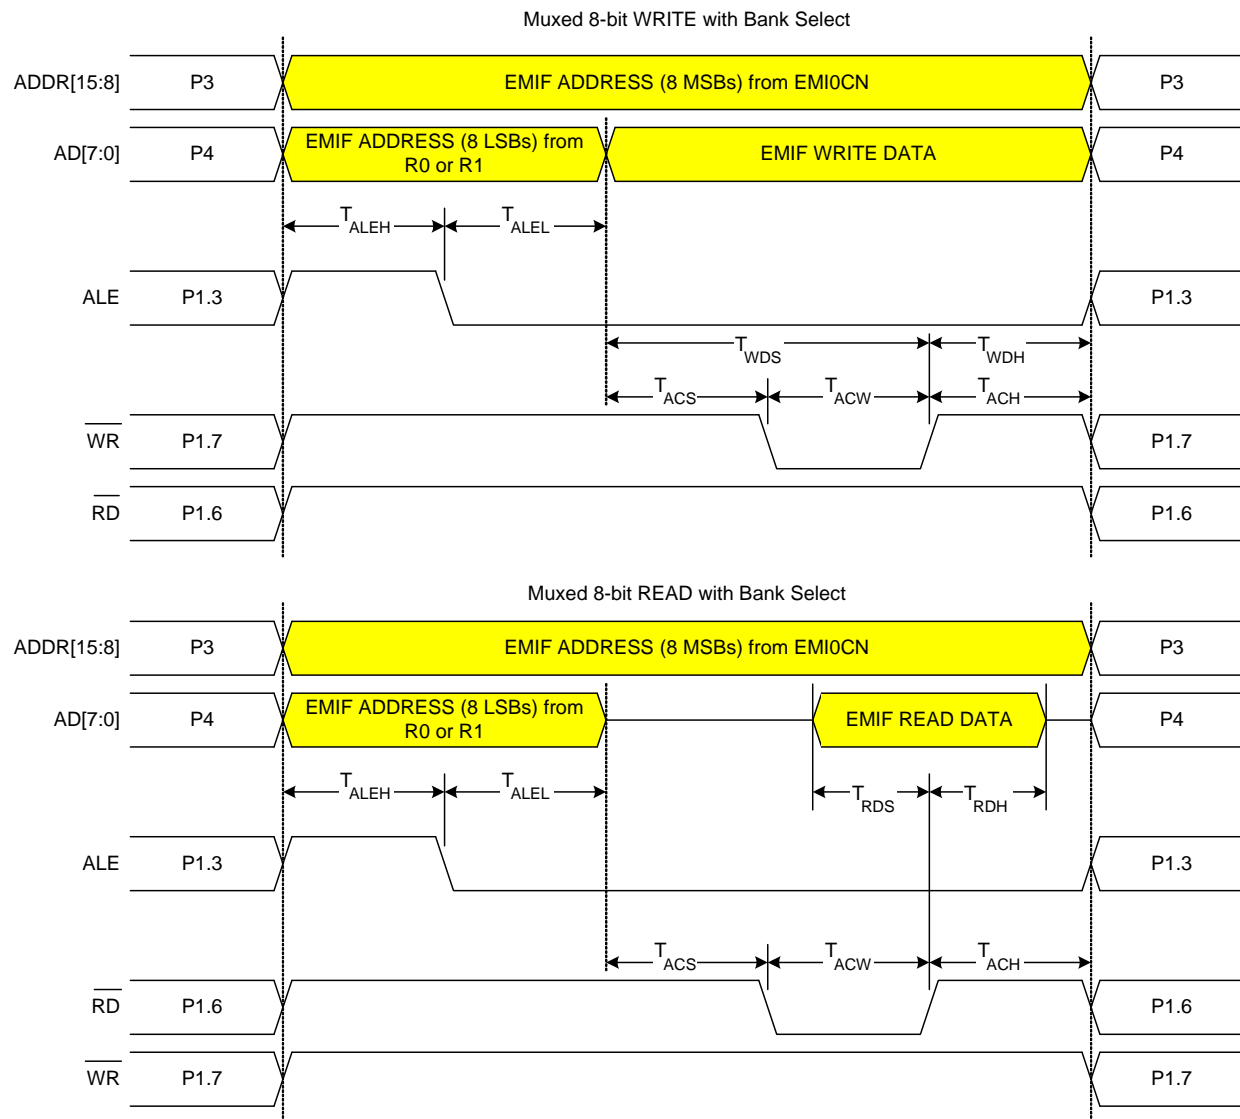 Muxed 8-bit WRITE with Bank Select
ADDR[15:8] P3 EMIF ADDRESS (8 MSBs) from EMI0CN P3
AD[7:0] P4 EMIF ADDRESS (8 LSBs) from
R0 or R1 EMIF WRITE DATA P4
TALEH TALEL
ALE P1.3 P1.3
TWDS TWDH
TACS TACW TACH
WR P1.7 P1.7
RD P1.6 P1.6
Muxed 8-bit READ with Bank Select
ADDR[15:8] P3 EMIF ADDRESS (8 MSBs) from EMI0CN P3
AD[7:0] P4 EMIF ADDRESS (8 LSBs) from
R0 or R1 EMIF READ DATA P4
TALEH TALEL TRDS TRDH
ALE P1.3 P1.3
TACS TACW TACH
RD P1.6 P1.6
WR P1.7 P1.7